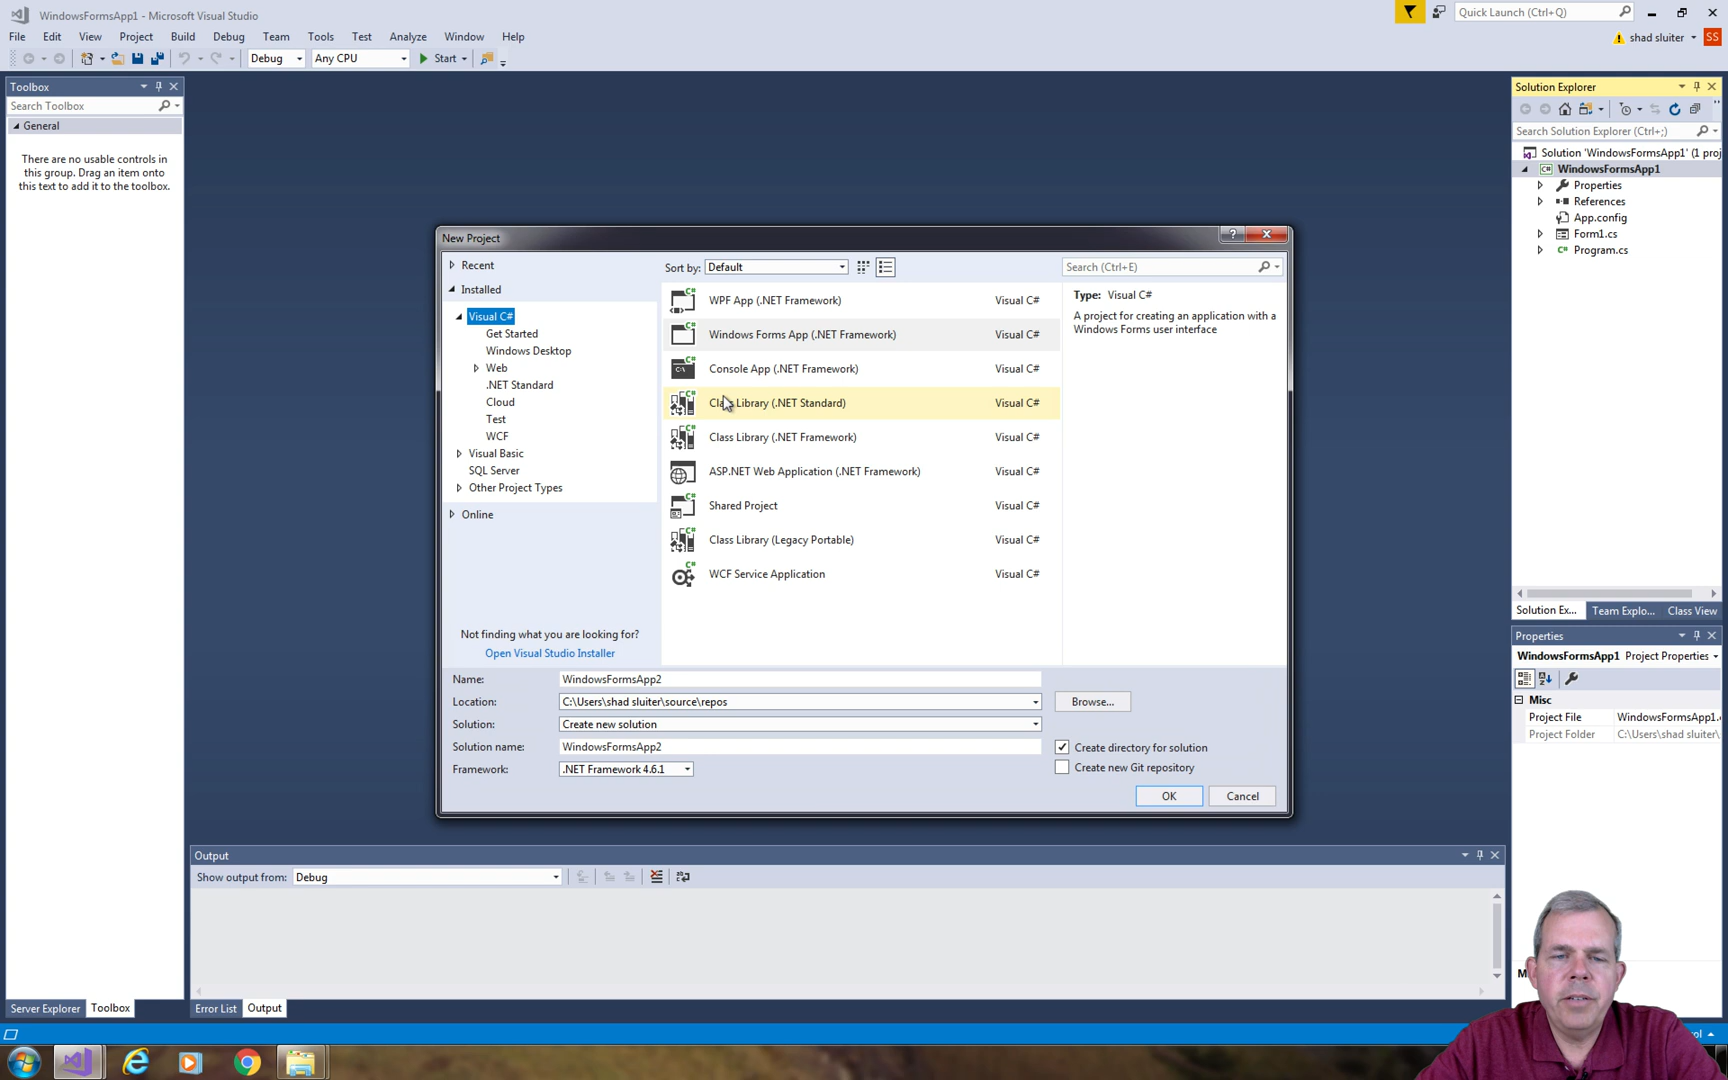 WindowsFormsApp1 - Microsoft Visual Studio
Quick Launch (Ctrl+Q)
File Edit View Project Build Debug Team Tools Test Analyze Window Help
shad sluiter SS
Debug Any CPU Start
Toolbox
Search Toolbox
General
There are no usable controls in
this group. Drag an item onto
this text to add it to the toolbox.
Server Explorer Toolbox
New Project
Recent
Installed
Visual C#
Get Started
Windows Desktop
Web
.NET Standard
Cloud
Test
WCF
Visual Basic
SQL Server
Other Project Types
Online
Not finding what you are looking for?
Open Visual Studio Installer
Sort by: Default
Search (Ctrl+E)
WPF App (.NET Framework) Visual C#
Windows Forms App (.NET Framework) Visual C#
Console App (.NET Framework) Visual C#
Class Library (.NET Standard) Visual C#
Class Library (.NET Framework) Visual C#
ASP.NET Web Application (.NET Framework) Visual C#
Shared Project Visual C#
Class Library (Legacy Portable) Visual C#
WCF Service Application Visual C#
Type: Visual C#
A project for creating an application with a
Windows Forms user interface
Name: WindowsFormsApp2
Location: C:\Users\shad sluiter\source\repos
Browse...
Solution: Create new solution
Solution name: WindowsFormsApp2
Create directory for solution
Framework: .NET Framework 4.6.1
Create new Git repository
OK Cancel
Output
Show output from: Debug
Error List Output
Solution Explorer
Search Solution Explorer (Ctrl+;)
Solution 'WindowsFormsApp1' (1 proj
WindowsFormsApp1
Properties
References
App.config
Form1.cs
Program.cs
Solution Ex... Team Explo... Class View
Properties
WindowsFormsApp1 Project Properties
Misc
Project File WindowsFormsApp1.
Project Folder C:\Users\shad sluiter\